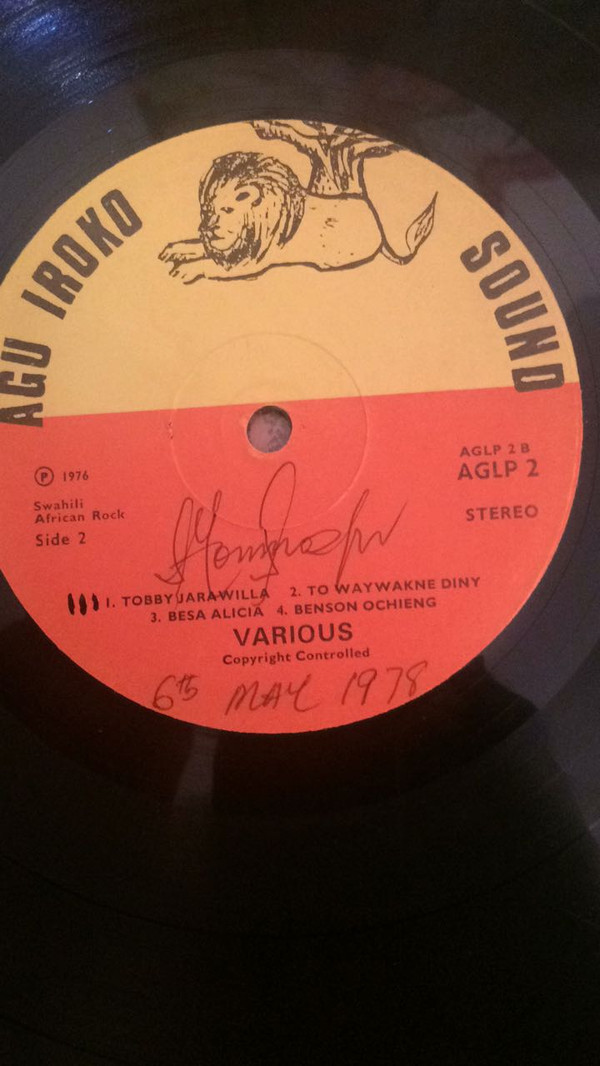 AGU IROKO SOUND
AGLP 2 B
Ⓟ 1976
AGLP 2
Swahili
African Rock
STEREO
Side 2
1. TOBBY JARAWILLA 2. TO WAYWAKNE DINY
3. BESA ALICIA 4. BENSON OCHIENG
VARIOUS
Copyright Controlled
6th MAY 1978